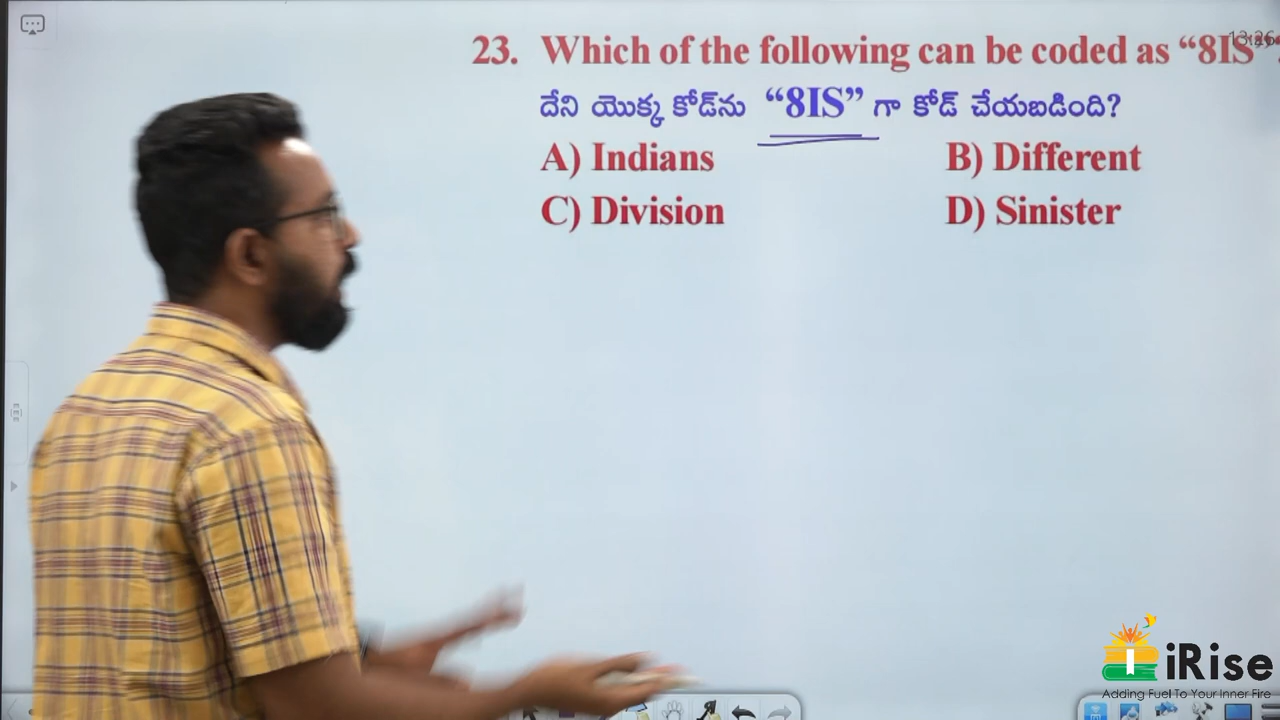 23. Which of the following can be coded as “8IS”
దేని యొక్క కోడ్‌ను “8IS” గా కోడ్ చేయబడింది?
A) Indians B) Different
C) Division D) Sinister
iRise
Adding Fuel To Your Inner Fire